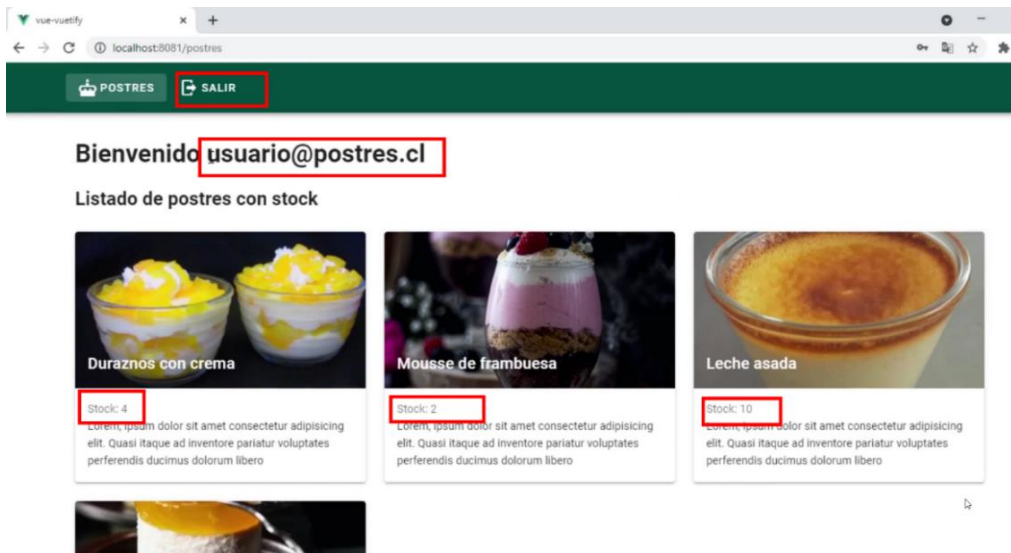 vue-vuetify
localhost:8081/postres
POSTRES
SALIR
Bienvenido usuario@postres.cl
Listado de postres con stock
Duraznos con crema
Stock: 4
Lorem, ipsum dolor sit amet consectetur adipisicing
elit. Quasi itaque ad inventore pariatur voluptates
perferendis ducimus dolorum libero
Mousse de frambuesa
Stock: 2
Lorem, ipsum dolor sit amet consectetur adipisicing
elit. Quasi itaque ad inventore pariatur voluptates
perferendis ducimus dolorum libero
Leche asada
Stock: 10
Lorem, ipsum dolor sit amet consectetur adipisicing
elit. Quasi itaque ad inventore pariatur voluptates
perferendis ducimus dolorum libero